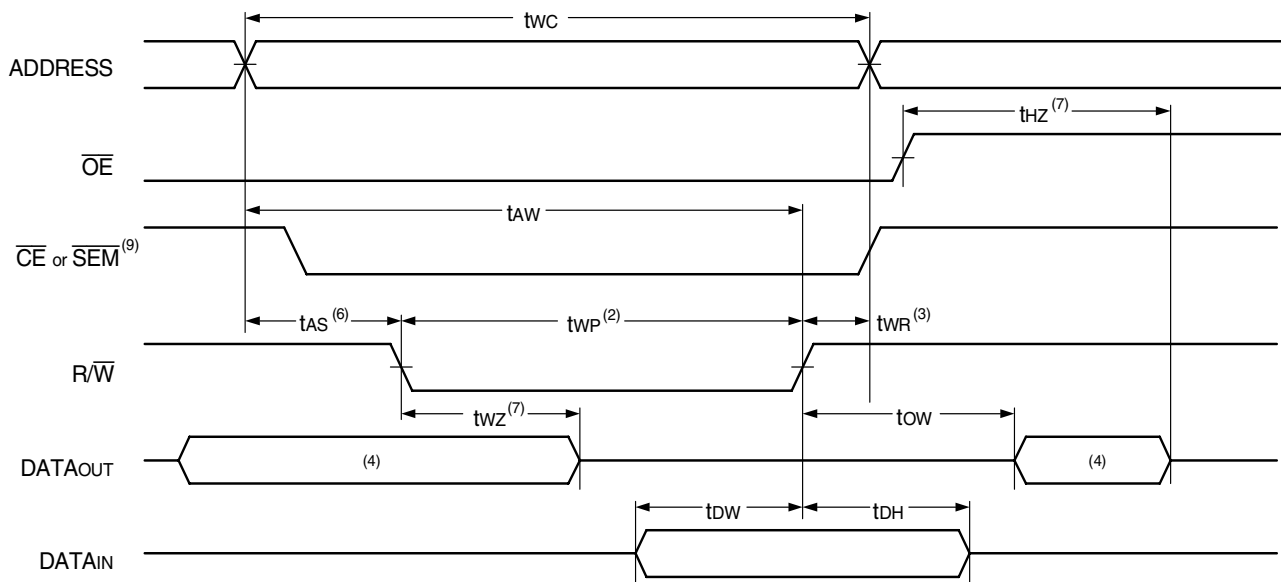 tWC
ADDRESS
tHZ (7)
OE
tAW
CE or SEM (9)
tAS (6) tWP (2) tWR (3)
R/W
tWZ (7) tOW
DATAOUT (4) (4)
tDW tDH
DATAIN